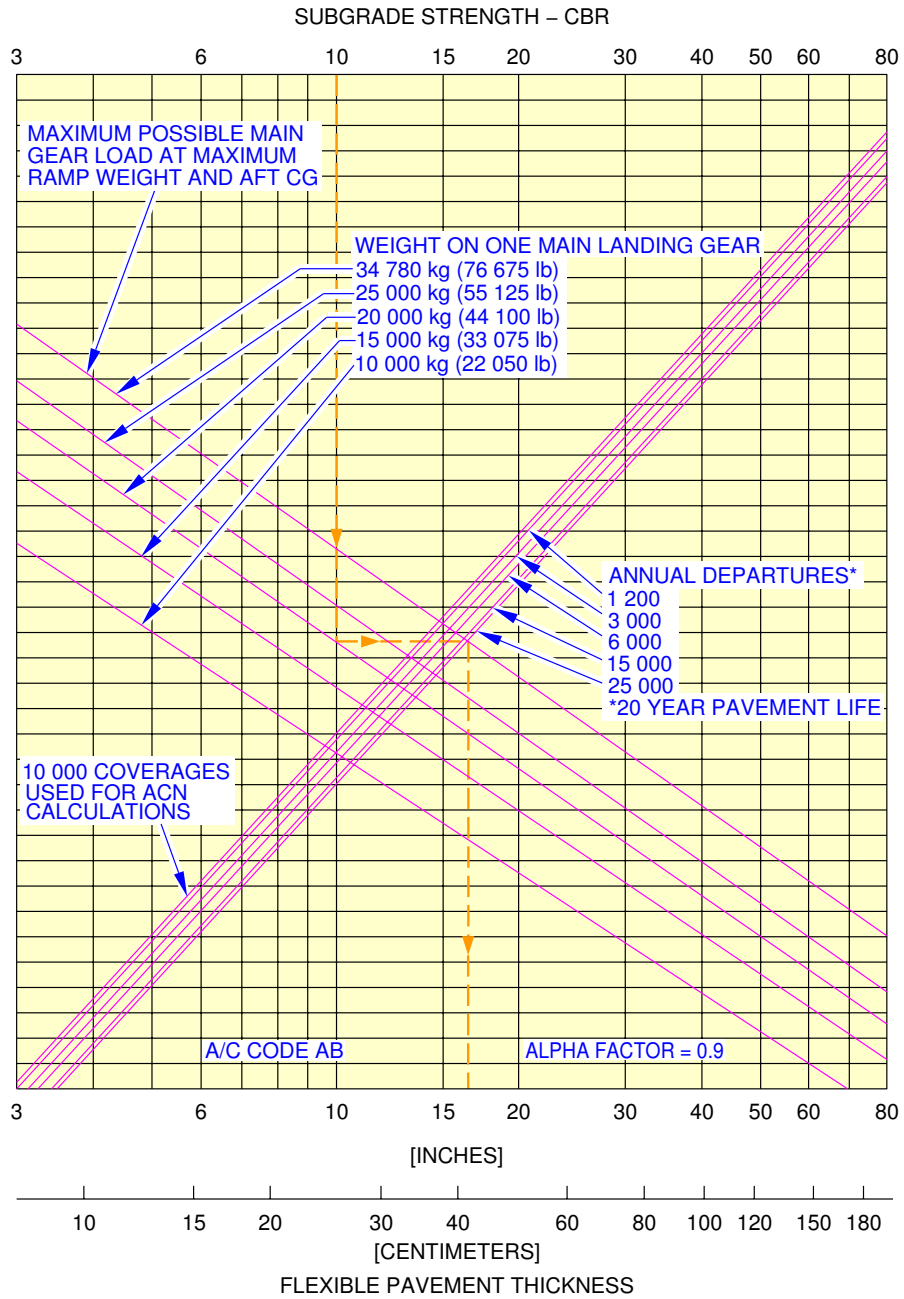 SUBGRADE STRENGTH – CBR
3 6 10 15 20 30 40 50 60 80
MAXIMUM POSSIBLE MAIN
GEAR LOAD AT MAXIMUM
RAMP WEIGHT AND AFT CG
WEIGHT ON ONE MAIN LANDING GEAR
34 780 kg (76 675 lb)
25 000 kg (55 125 lb)
20 000 kg (44 100 lb)
15 000 kg (33 075 lb)
10 000 kg (22 050 lb)
ANNUAL DEPARTURES*
1 200
3 000
6 000
15 000
25 000
*20 YEAR PAVEMENT LIFE
10 000 COVERAGES
USED FOR ACN
CALCULATIONS
A/C CODE AB
ALPHA FACTOR = 0.9
3 6 10 15 20 30 40 50 60 80
[INCHES]
10 15 20 30 40 60 80 100 120 150 180
[CENTIMETERS]
FLEXIBLE PAVEMENT THICKNESS